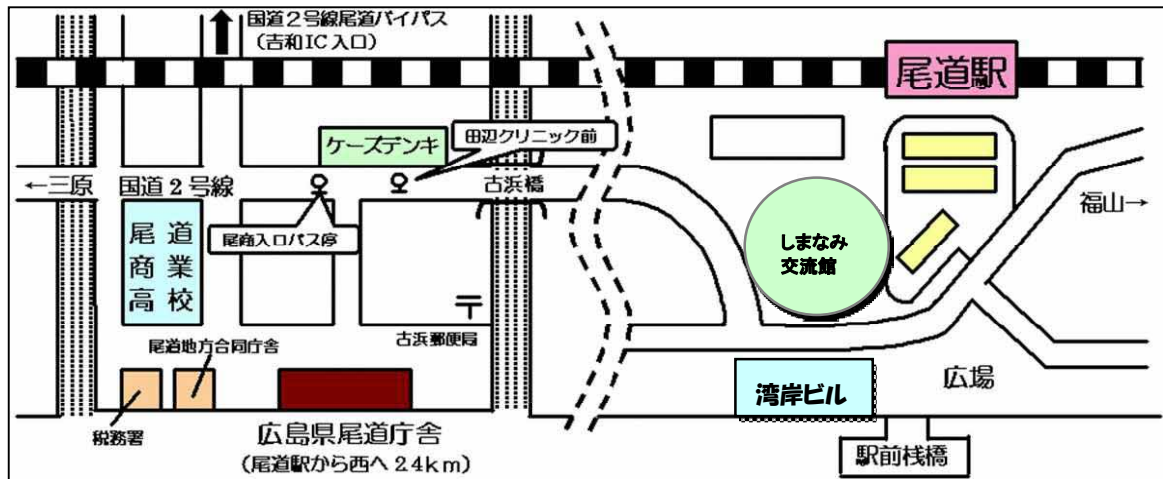 国道２号線尾道バイパス
（吉和IC入口）
尾道駅
ケーズデンキ
田辺クリニック前
←三原
国道２号線
古浜橋
福山→
尾道
商業
高校
尾商入口バス停
しまなみ
交流館
〒
古浜郵便局
尾道地方合同庁舎
湾岸ビル
広場
税務署
広島県尾道庁舎
（尾道駅から西へ2.4km）
駅前桟橋